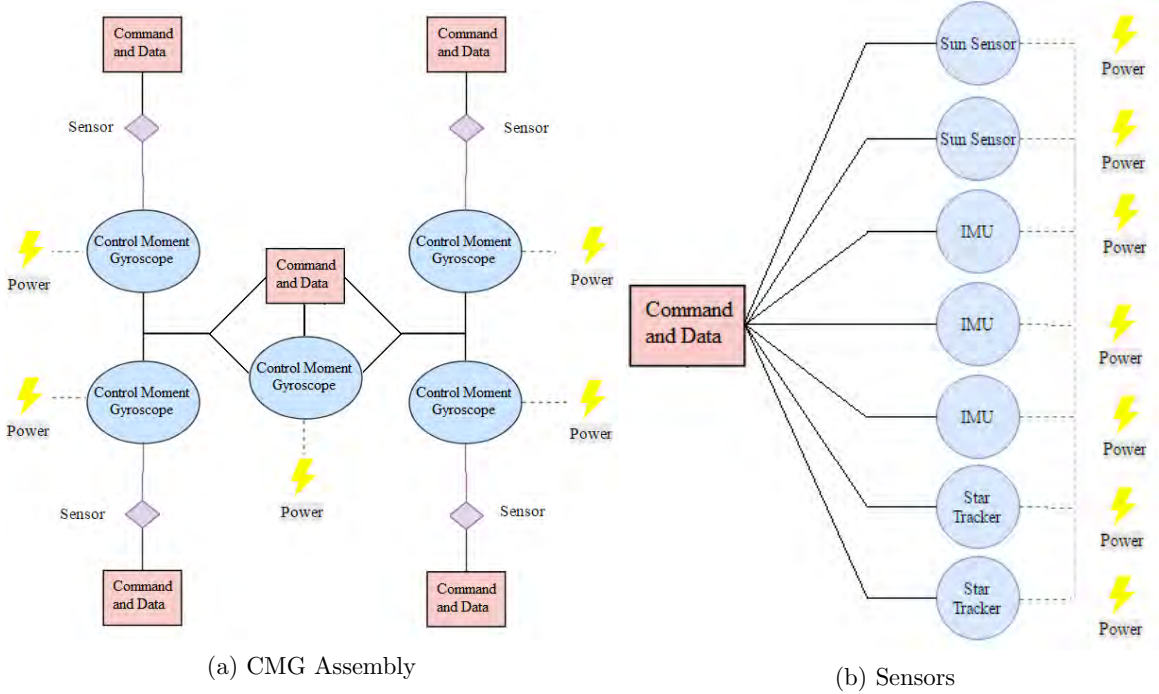 Command
and Data
Command
and Data
Sensor
Sensor
Control Moment
Gyroscope
Control Moment
Gyroscope
Power
Power
Command
and Data
Control Moment
Gyroscope
Control Moment
Gyroscope
Control Moment
Gyroscope
Power
Power
Power
Sensor
Sensor
Command
and Data
Command
and Data
(a) CMG Assembly
Sun Sensor
Power
Sun Sensor
Power
IMU
Power
Command
and Data
IMU
Power
IMU
Power
Star
Tracker
Power
Star
Tracker
Power
(b) Sensors